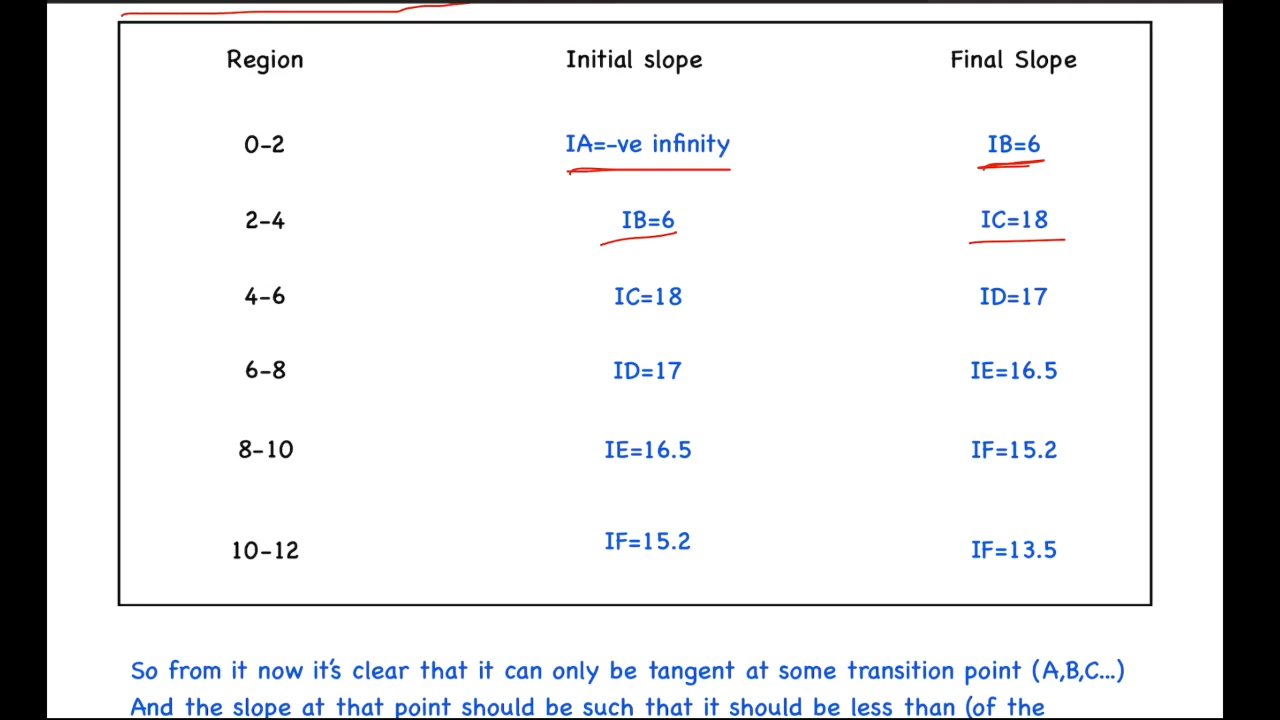 Region Initial slope Final Slope
0-2 IA=-ve infinity IB=6
2-4 IB=6 IC=18
4-6 IC=18 ID=17
6-8 ID=17 IE=16.5
8-10 IE=16.5 IF=15.2
10-12 IF=15.2 IF=13.5
So from it now it's clear that it can only be tangent at some transition point (A,B,C...)
And the slope at that point should be such that it should be less than (of the